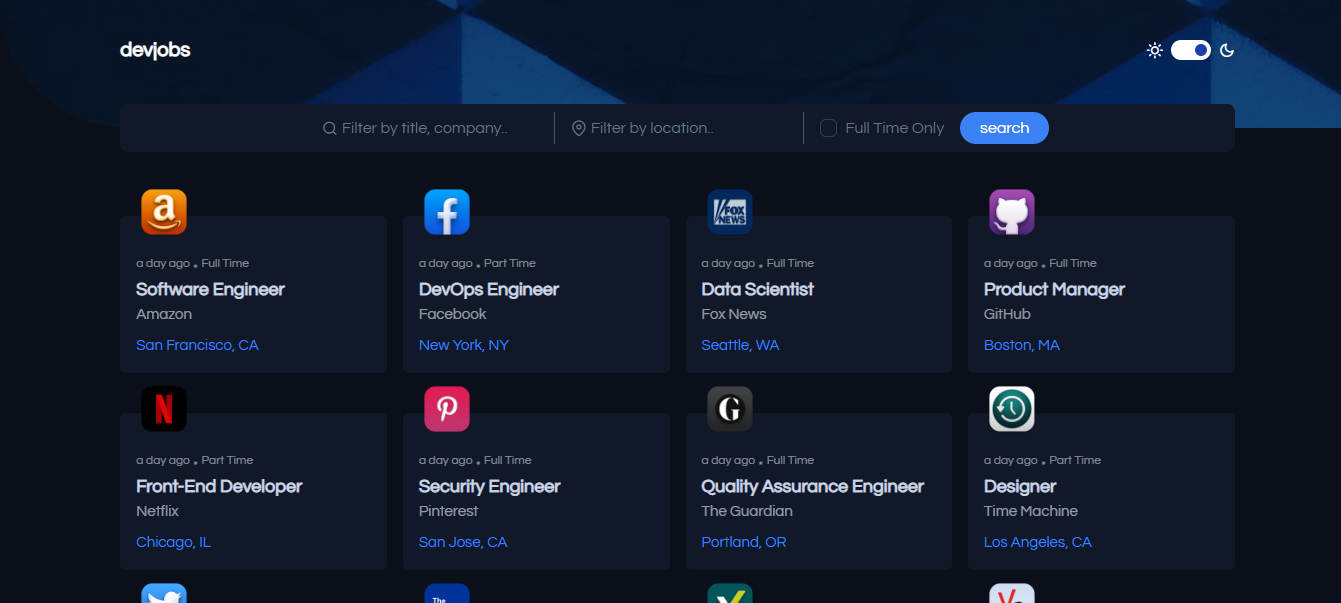 devjobs
Filter by title, company..
Filter by location..
Full Time Only
search
a
f
FOX
NEWS
a day ago . Full Time
a day ago . Part Time
a day ago . Full Time
a day ago . Full Time
Software Engineer
DevOps Engineer
Data Scientist
Product Manager
Amazon
Facebook
Fox News
GitHub
San Francisco, CA
New York, NY
Seattle, WA
Boston, MA
N
G
a day ago . Part Time
a day ago . Full Time
a day ago . Full Time
a day ago . Part Time
Front-End Developer
Security Engineer
Quality Assurance Engineer
Designer
Netflix
Pinterest
The Guardian
Time Machine
Chicago, IL
San Jose, CA
Portland, OR
Los Angeles, CA
The